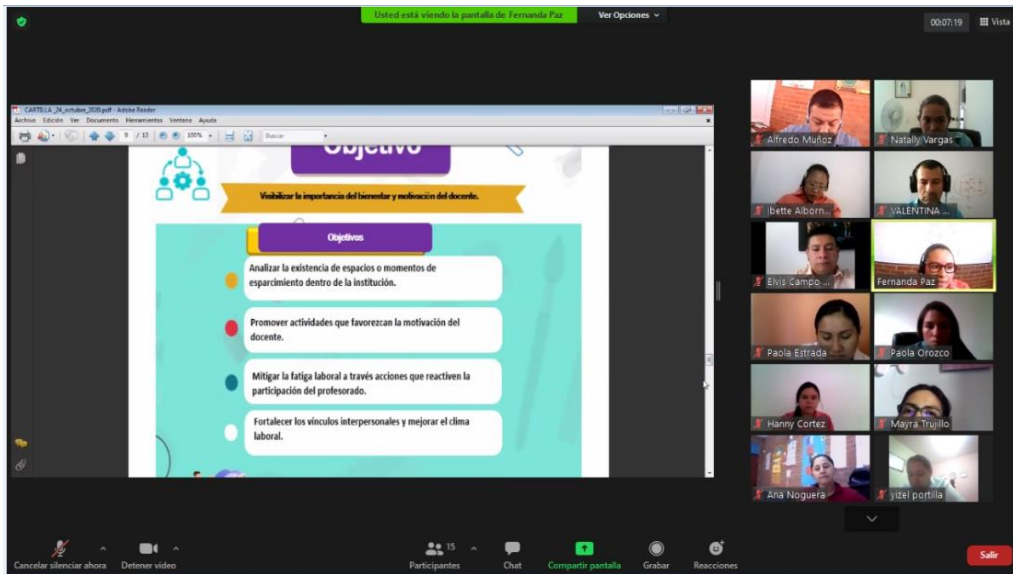 Usted está viendo la pantalla de Fernanda Paz
Ver Opciones
00:07:19
Vista
CARTILLA _24_octubre_2020.pdf - Adobe Reader
Archivo Edición Ver Documento Herramientas Ventana Ayuda
8 / 13
100%
Buscar
Objetivo
Visibilizar la importancia del bienestar y motivación del docente.
Objetivos
Analizar la existencia de espacios o momentos de
esparcimiento dentro de la institución.
Promover actividades que favorezcan la motivación del
docente.
Mitigar la fatiga laboral a través acciones que reactiven la
participación del profesorado.
Fortalecer los vínculos interpersonales y mejorar el clima
laboral.
Alfredo Muñoz
Natally Vargas
Ibette Alborn...
VALENTINA ...
Elvis Campo ...
Fernanda Paz
Paola Estrada
Paola Orozco
Hanny Cortez
Mayra Trujillo
Ana Noguera
yizel portilla
Cancelar silenciar ahora
Detener video
15
Participantes
Chat
Compartir pantalla
Grabar
Reacciones
Salir